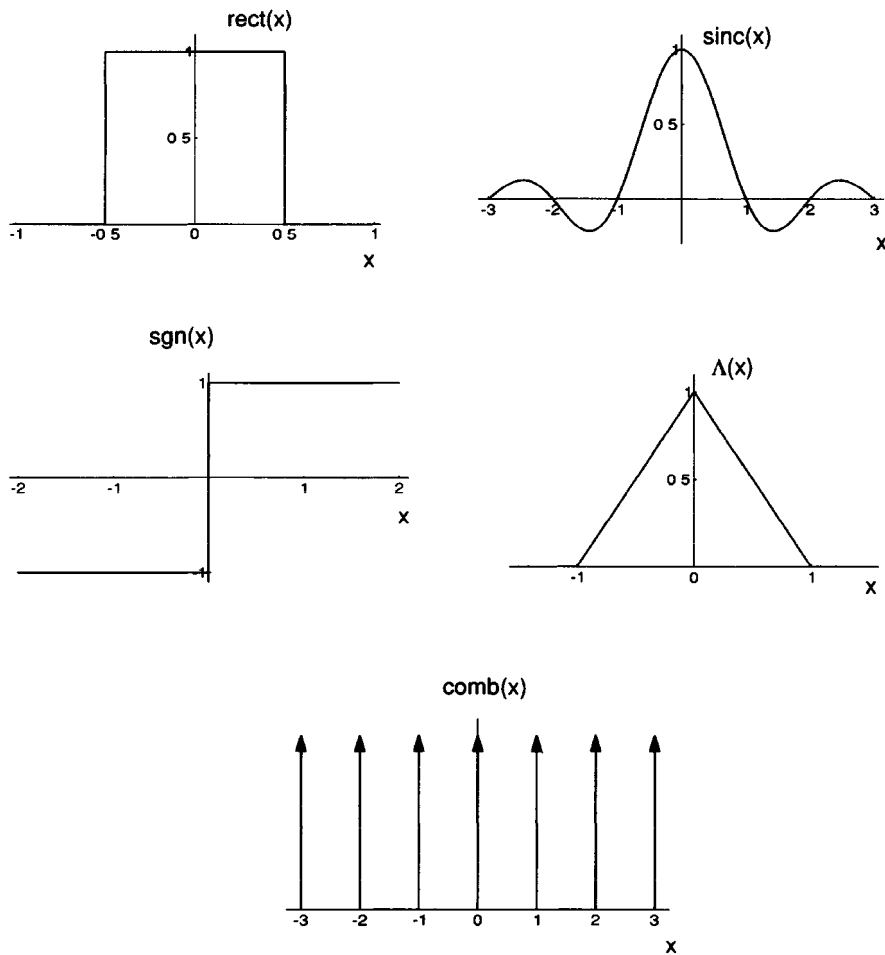 rect(x)
1
0 5
-1 -0 5 0 0 5 1
x
sinc(x)
1
0 5
-3 -2 -1 1 2 3
x
sgn(x)
1
-2 -1 1 2
x
-1
Λ(x)
1
0 5
-1 0 1
x
comb(x)
-3 -2 -1 0 1 2 3
x